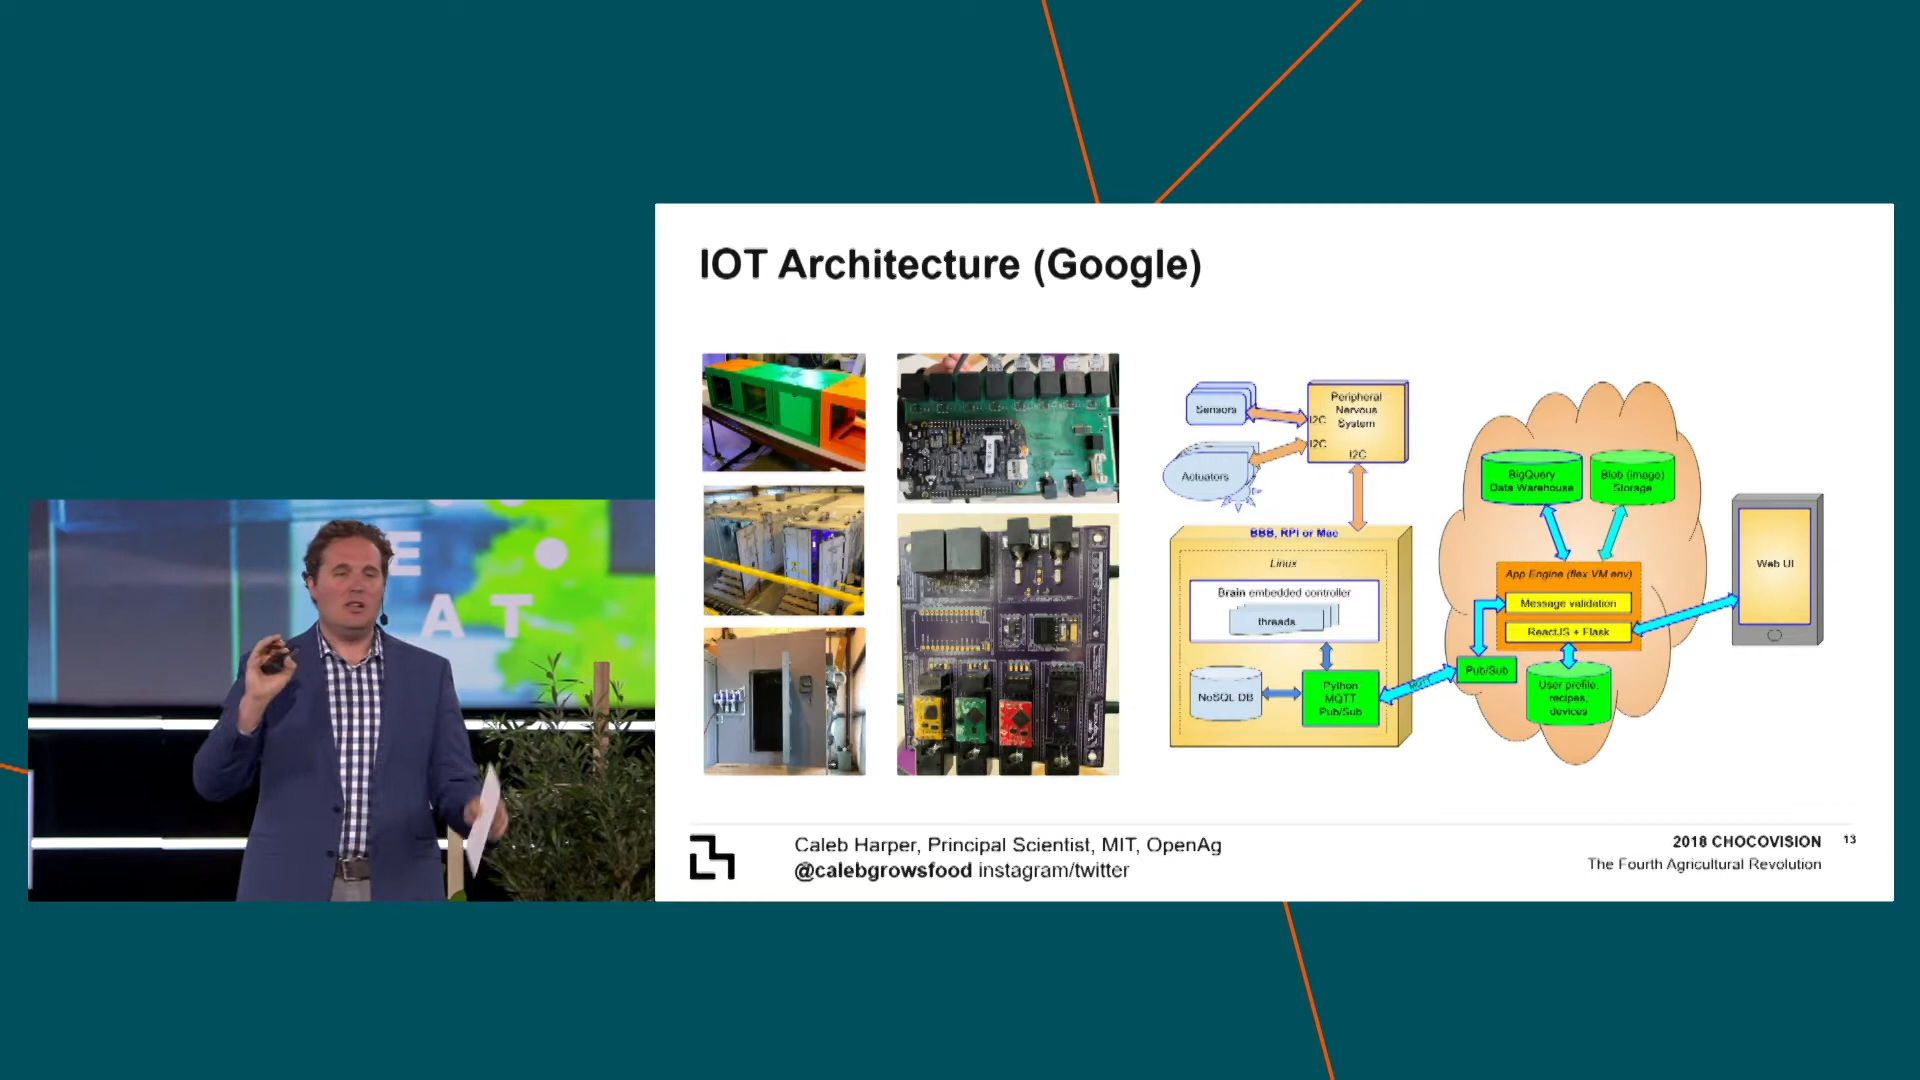 E
A T
IOT Architecture (Google)
Sensors
Actuators
I2C
I2C
Peripheral
Nervous
System
I2C
BBB, RPI or Mac
Linux
Brain embedded controller
threads
NoSQL DB
Python
MQTT
Pub/Sub
MQTT
BigQuery
Data Warehouse
Blob (image)
Storage
App Engine (flex VM env)
Message validation
ReactJS + Flask
Pub/Sub
User profile,
recipes,
devices
Web UI
Caleb Harper, Principal Scientist, MIT, OpenAg
@calebgrowsfood instagram/twitter
2018 CHOCOVISION 13
The Fourth Agricultural Revolution